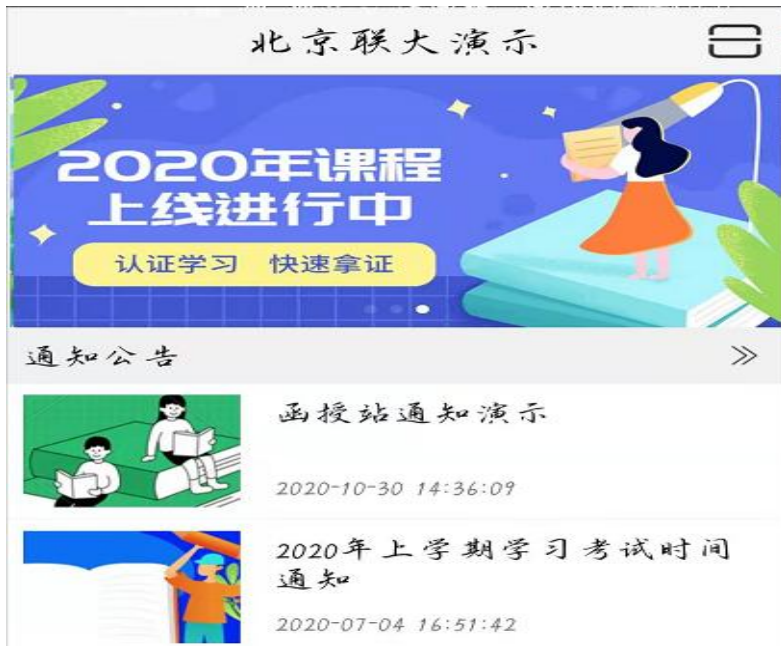 北京联大演示
2020年课程
上线进行中
认证学习 快速拿证
通知公告
函授站通知演示
2020-10-30 14:36:09
2020年上学期学习考试时间
通知
2020-07-04 16:51:42